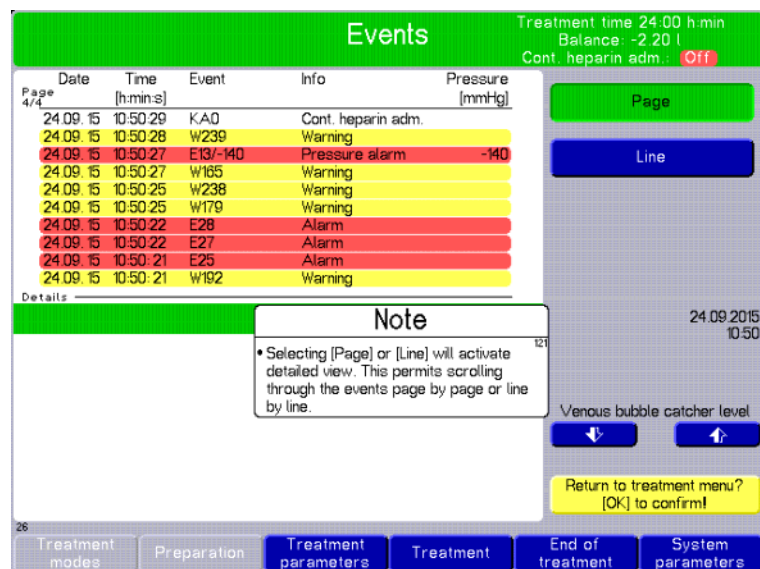 Events
Treatment time 24:00 h:min
Balance: -2.20 l
Cont. heparin adm.: Off
Date Time Event Info Pressure
Page
4/4
[h:min:s] [mmHg]
24.09. 15 10:50:29 KA0 Cont. heparin adm.
24.09. 15 10:50:28 W239 Warning
24.09. 15 10:50:27 E13/-140 Pressure alarm -140
24.09. 15 10:50:27 W165 Warning
24.09. 15 10:50:25 W238 Warning
24.09. 15 10:50:25 W179 Warning
24.09. 15 10:50:22 E28 Alarm
24.09. 15 10:50:22 E27 Alarm
24.09. 15 10:50:21 E25 Alarm
24.09. 15 10:50:21 W192 Warning
Details
Page
Line
Note
121
• Selecting [Page] or [Line] will activate
detailed view. This permits scrolling
through the events page by page or line
by line.
24.09.2015
10:50
Venous bubble catcher level
Return to treatment menu?
[OK] to confirm!
26
Treatment
modes
Preparation
Treatment
parameters
Treatment
End of
treatment
System
parameters